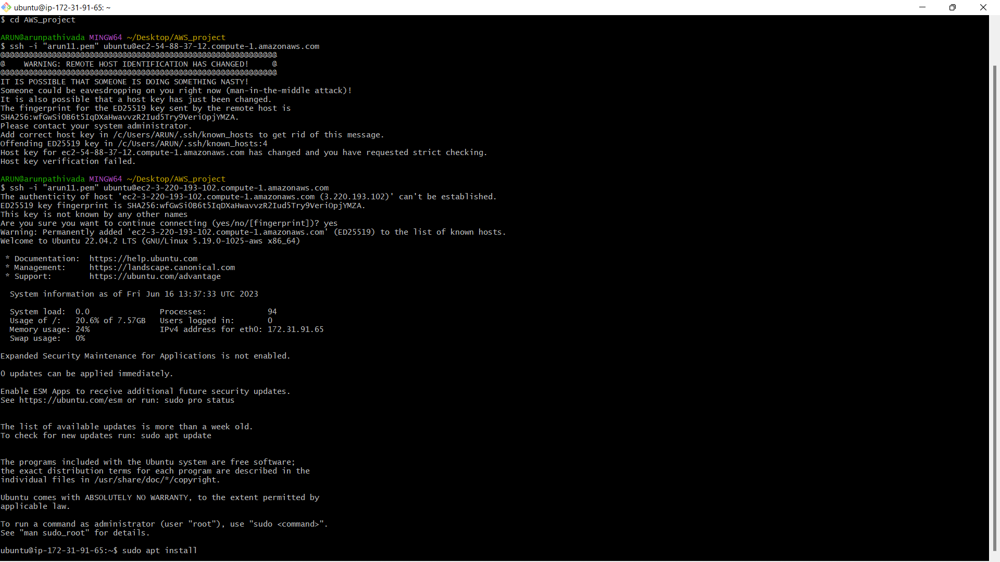 ubuntu@ip-172-31-91-65: ~
$ cd AWS_project
ARUN@arunpathivada MINGW64 ~/Desktop/AWS_project
$ ssh -i "arun11.pem" ubuntu@ec2-54-88-37-12.compute-1.amazonaws.com
@@@@@@@@@@@@@@@@@@@@@@@@@@@@@@@@@@@@@@@@@@@@@@@@@@@@@@@@@@@
@    WARNING: REMOTE HOST IDENTIFICATION HAS CHANGED!     @
@@@@@@@@@@@@@@@@@@@@@@@@@@@@@@@@@@@@@@@@@@@@@@@@@@@@@@@@@@@
IT IS POSSIBLE THAT SOMEONE IS DOING SOMETHING NASTY!
Someone could be eavesdropping on you right now (man-in-the-middle attack)!
It is also possible that a host key has just been changed.
The fingerprint for the ED25519 key sent by the remote host is
SHA256:wfGwSiOB6t5IqDXaHwavvzR2Iud5Try9VeriOpjYMZA.
Please contact your system administrator.
Add correct host key in /c/Users/ARUN/.ssh/known_hosts to get rid of this message.
Offending ED25519 key in /c/Users/ARUN/.ssh/known_hosts:4
Host key for ec2-54-88-37-12.compute-1.amazonaws.com has changed and you have requested strict checking.
Host key verification failed.
ARUN@arunpathivada MINGW64 ~/Desktop/AWS_project
$ ssh -i "arun11.pem" ubuntu@ec2-3-220-193-102.compute-1.amazonaws.com
The authenticity of host 'ec2-3-220-193-102.compute-1.amazonaws.com (3.220.193.102)' can't be established.
ED25519 key fingerprint is SHA256:wfGwSiOB6t5IqDXaHwavvzR2Iud5Try9VeriOpjYMZA.
This key is not known by any other names
Are you sure you want to continue connecting (yes/no/[fingerprint])? yes
Warning: Permanently added 'ec2-3-220-193-102.compute-1.amazonaws.com' (ED25519) to the list of known hosts.
Welcome to Ubuntu 22.04.2 LTS (GNU/Linux 5.19.0-1025-aws x86_64)
* Documentation:  https://help.ubuntu.com
* Management:     https://landscape.canonical.com
* Support:        https://ubuntu.com/advantage
System information as of Fri Jun 16 13:37:33 UTC 2023
System load:  0.0               Processes:             94
Usage of /:   20.6% of 7.57GB   Users logged in:       0
Memory usage: 24%               IPv4 address for eth0: 172.31.91.65
Swap usage:   0%
Expanded Security Maintenance for Applications is not enabled.
0 updates can be applied immediately.
Enable ESM Apps to receive additional future security updates.
See https://ubuntu.com/esm or run: sudo pro status
The list of available updates is more than a week old.
To check for new updates run: sudo apt update
The programs included with the Ubuntu system are free software;
the exact distribution terms for each program are described in the
individual files in /usr/share/doc/*/copyright.
Ubuntu comes with ABSOLUTELY NO WARRANTY, to the extent permitted by
applicable law.
To run a command as administrator (user "root"), use "sudo <command>".
See "man sudo_root" for details.
ubuntu@ip-172-31-91-65:~$ sudo apt install